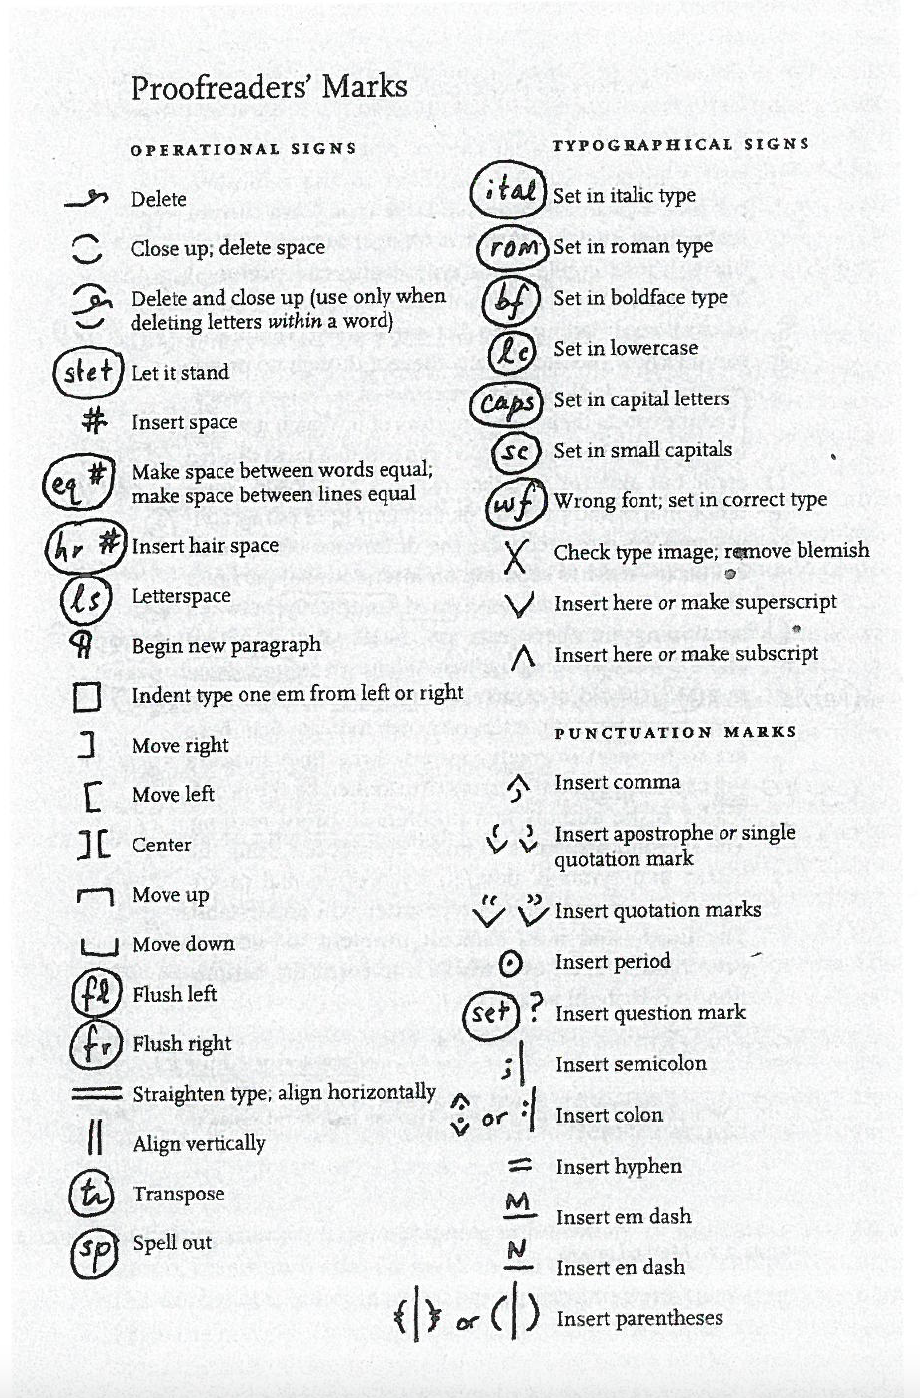 Proofreaders' Marks
OPERATIONAL SIGNS
Delete
Close up; delete space
Delete and close up (use only when
deleting letters within a word)
stet Let it stand
# Insert space
eq # Make space between words equal;
make space between lines equal
hr # Insert hair space
ls Letterspace
¶ Begin new paragraph
Indent type one em from left or right
] Move right
[ Move left
][ Center
Move up
Move down
fl Flush left
fr Flush right
Straighten type; align horizontally
|| Align vertically
tr Transpose
sp Spell out
TYPOGRAPHICAL SIGNS
ital Set in italic type
rom Set in roman type
bf Set in boldface type
lc Set in lowercase
caps Set in capital letters
sc Set in small capitals
wf Wrong font; set in correct type
X Check type image; remove blemish
V Insert here or make superscript
Λ Insert here or make subscript
PUNCTUATION MARKS
Insert comma
Insert apostrophe or single
quotation mark
Insert quotation marks
Insert period
set ? Insert question mark
;| Insert semicolon
or :| Insert colon
= Insert hyphen
M Insert em dash
N Insert en dash
{|} or (|) Insert parentheses